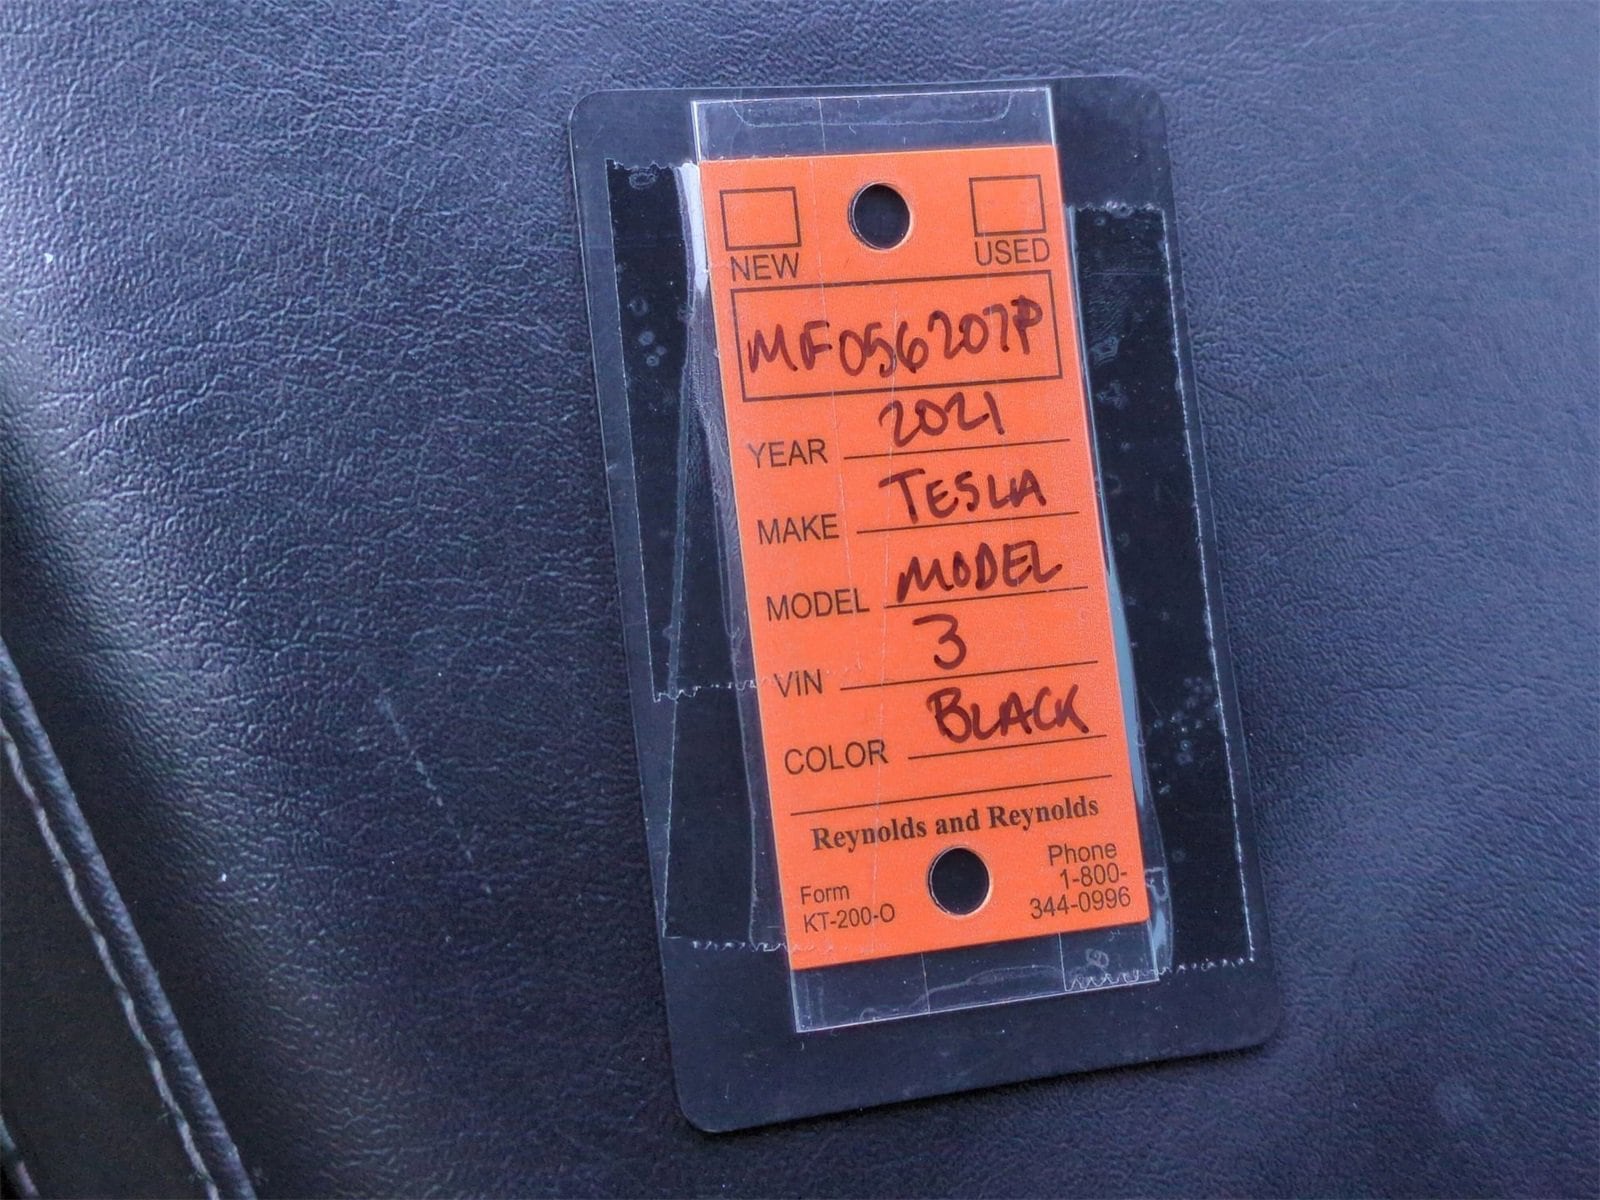 NEW USED
MF056207P
YEAR 2021
MAKE TESLA
MODEL MODEL
VIN 3
COLOR BLACK
Reynolds and Reynolds
Form
KT-200-O
Phone
1-800-
344-0996